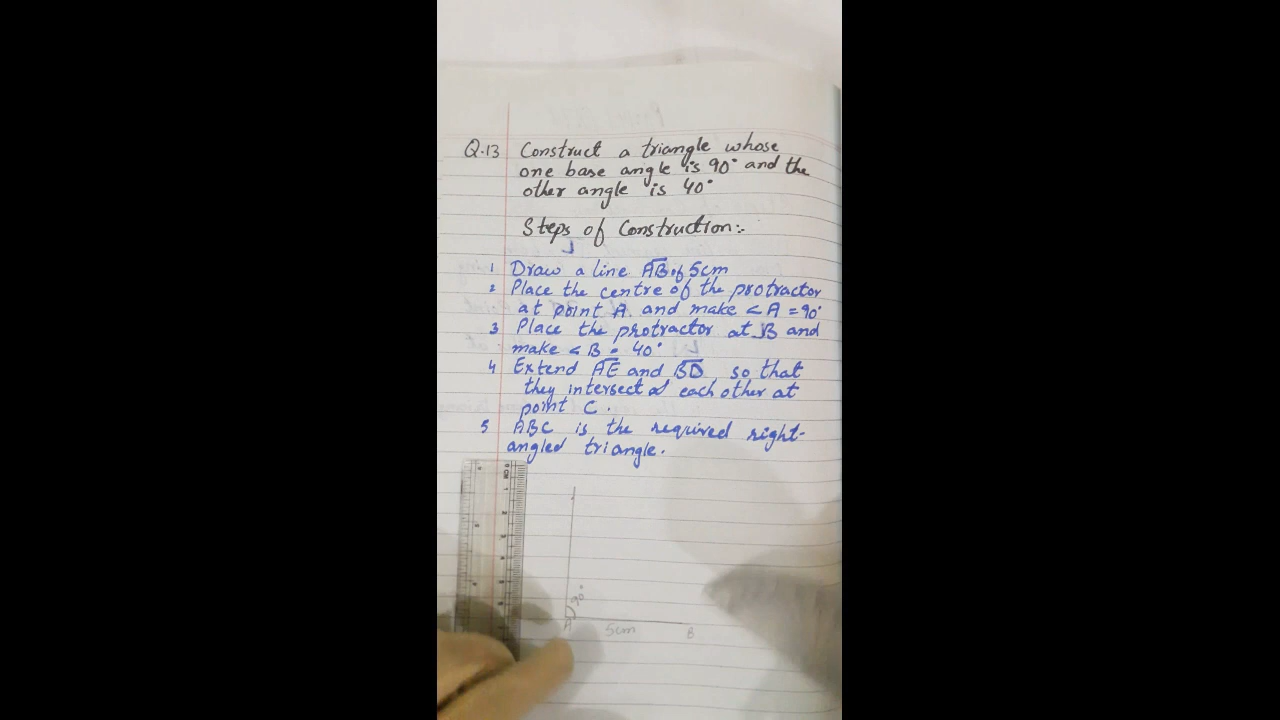 Q.13 Construct a triangle whose
one base angle is 90° and the
other angle is 40°
Steps of Construction:-
1 Draw a line AB of 5cm
2 Place the centre of the protractor
at point A. and make <A = 90°
3 Place the protractor at B and
make <B = 40°
4 Extend AE and BD so that
they intersect each other at
point C.
5 ABC is the required right-
angled triangle.
90°
A 5cm B